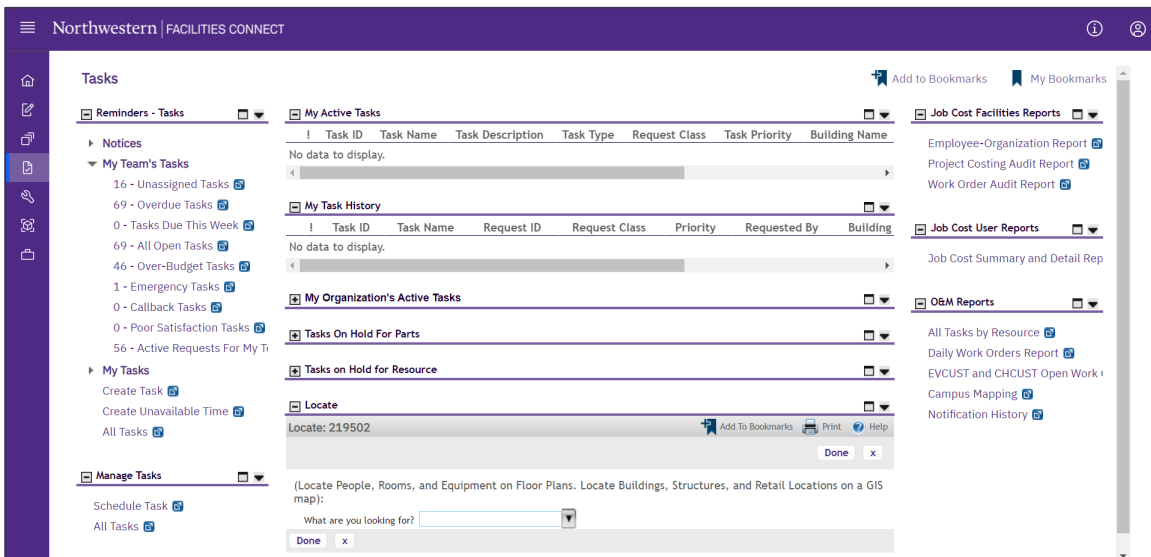 Northwestern | FACILITIES CONNECT
Tasks
Add to Bookmarks
My Bookmarks
Reminders - Tasks
Notices
My Team's Tasks
16 - Unassigned Tasks
69 - Overdue Tasks
0 - Tasks Due This Week
69 - All Open Tasks
46 - Over-Budget Tasks
1 - Emergency Tasks
0 - Callback Tasks
0 - Poor Satisfaction Tasks
56 - Active Requests For My T
My Tasks
Create Task
Create Unavailable Time
All Tasks
Manage Tasks
Schedule Task
All Tasks
My Active Tasks
! Task ID Task Name Task Description Task Type Request Class Task Priority Building Name
No data to display.
My Task History
! Task ID Task Name Request ID Request Class Priority Requested By Building
No data to display.
My Organization's Active Tasks
Tasks On Hold For Parts
Tasks on Hold for Resource
Locate
Locate: 219502
Add To Bookmarks Print Help
Done x
(Locate People, Rooms, and Equipment on Floor Plans. Locate Buildings, Structures, and Retail Locations on a GIS
map):
What are you looking for?
Done x
Job Cost Facilities Reports
Employee-Organization Report
Project Costing Audit Report
Work Order Audit Report
Job Cost User Reports
Job Cost Summary and Detail Rep
O&M Reports
All Tasks by Resource
Daily Work Orders Report
EVCUST and CHCUST Open Work
Campus Mapping
Notification History